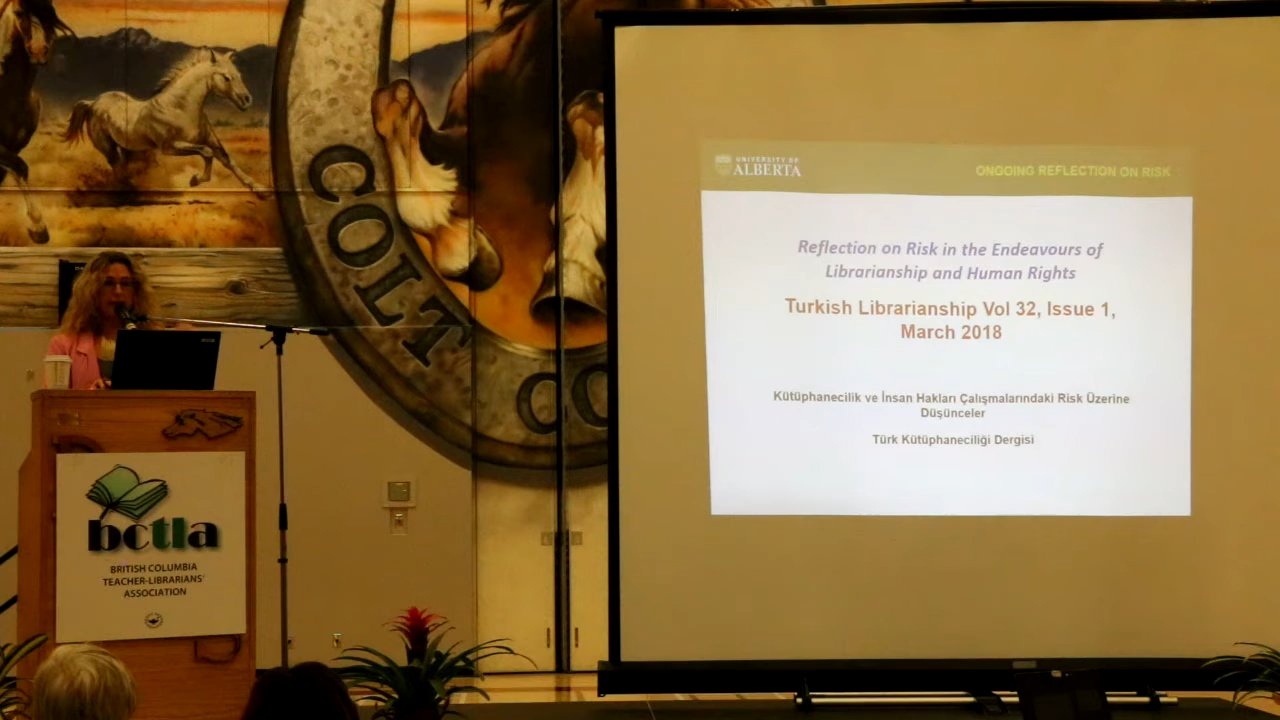 COLT
CO
UNIVERSITY OF
ALBERTA
ONGOING REFLECTION ON RISK
Reflection on Risk in the Endeavours of
Librarianship and Human Rights
Turkish Librarianship Vol 32, Issue 1,
March 2018
Kütüphanecilik ve İnsan Hakları Çalışmalarındaki Risk Üzerine
Düşünceler
Türk Kütüphaneciliği Dergisi
bctla
BRITISH COLUMBIA
TEACHER-LIBRARIANS'
ASSOCIATION